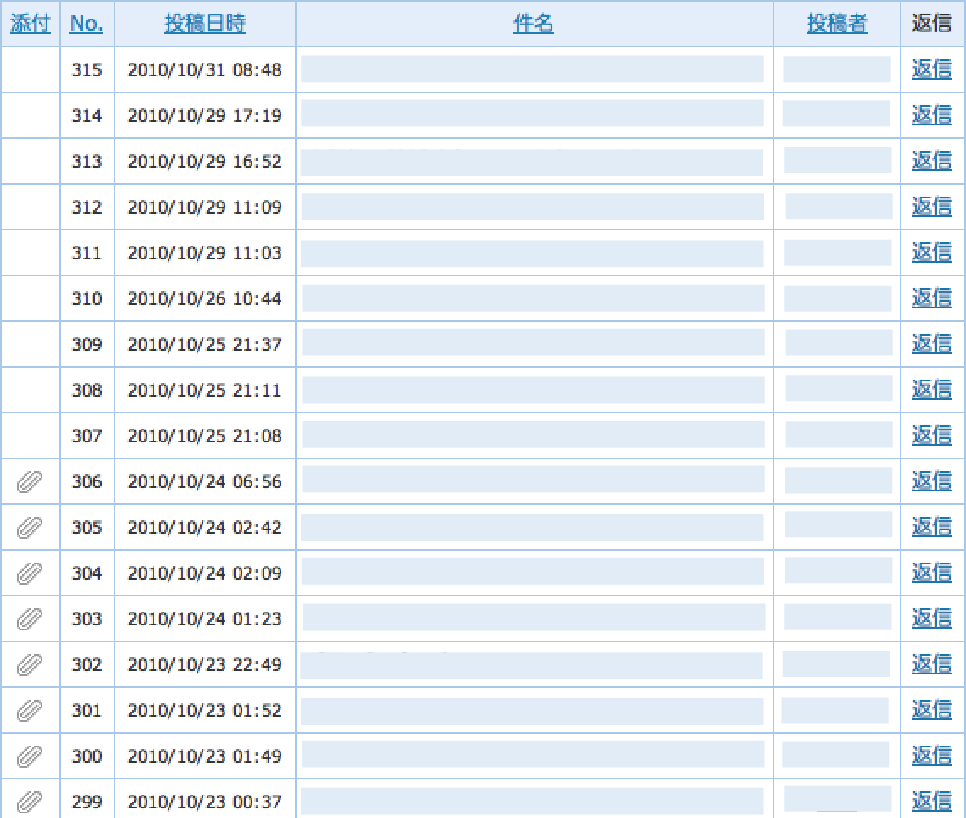 添付 No. 投稿日時 件名 投稿者 返信
315 2010/10/31 08:48 返信
314 2010/10/29 17:19 返信
313 2010/10/29 16:52 返信
312 2010/10/29 11:09 返信
311 2010/10/29 11:03 返信
310 2010/10/26 10:44 返信
309 2010/10/25 21:37 返信
308 2010/10/25 21:11 返信
307 2010/10/25 21:08 返信
306 2010/10/24 06:56 返信
305 2010/10/24 02:42 返信
304 2010/10/24 02:09 返信
303 2010/10/24 01:23 返信
302 2010/10/23 22:49 返信
301 2010/10/23 01:52 返信
300 2010/10/23 01:49 返信
299 2010/10/23 00:37 返信